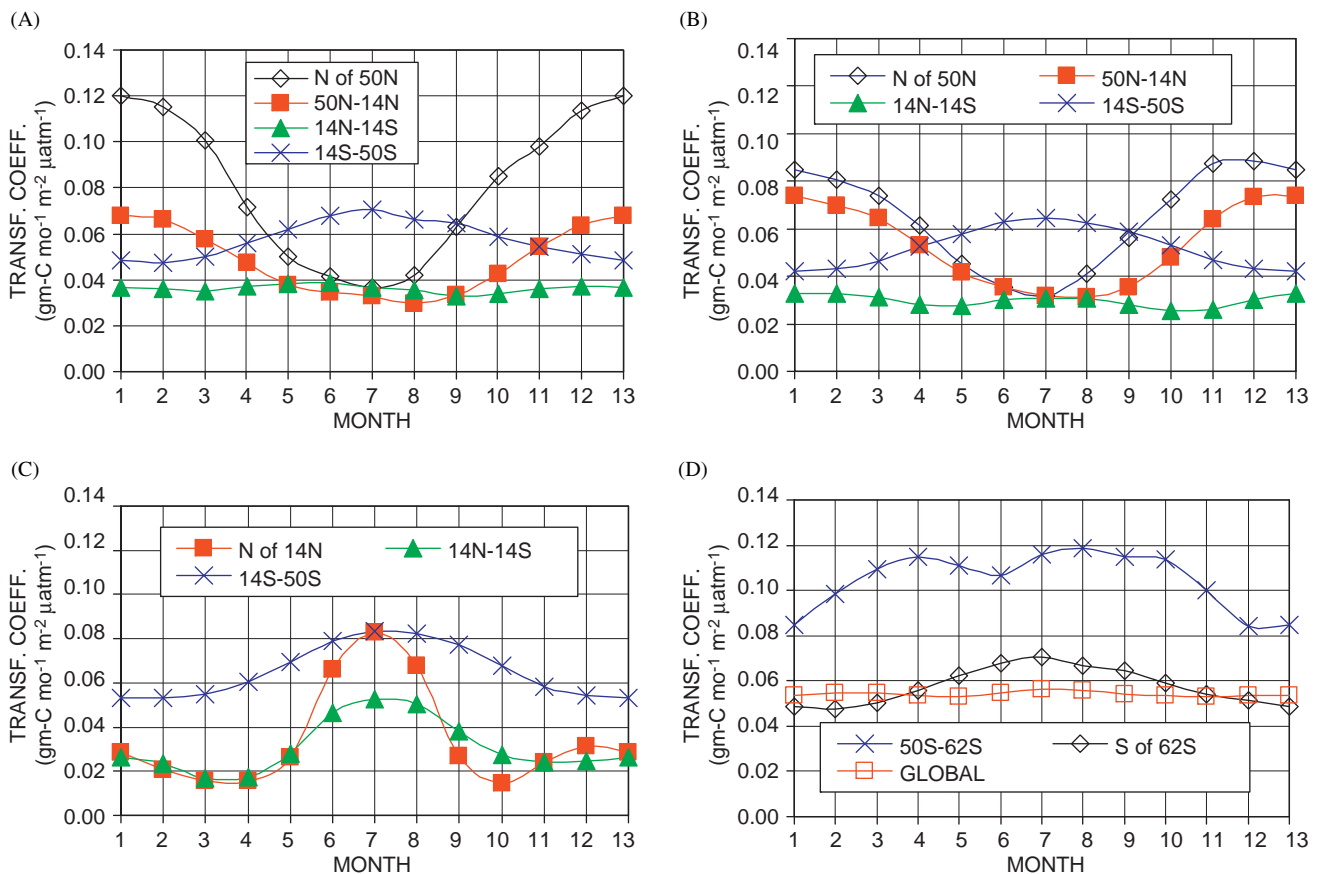 (A)
TRANSF. COEFF.
(gm-C mo-1 m-2 µatm-1)
0.14
0.12
0.10
0.08
0.06
0.04
0.02
0.00
N of 50N
50N-14N
14N-14S
14S-50S
1 2 3 4 5 6 7 8 9 10 11 12 13
MONTH
(B)
TRANSF. COEFF.
(gm-C mo-1 m-2 µatm-1)
0.14
0.12
0.10
0.08
0.06
0.04
0.02
0.00
N of 50N 50N-14N
14N-14S 14S-50S
1 2 3 4 5 6 7 8 9 10 11 12 13
MONTH
(C)
TRANSF. COEFF.
(gm-C mo-1 m-2 µatm-1)
0.14
0.12
0.10
0.08
0.06
0.04
0.02
0.00
N of 14N 14N-14S
14S-50S
1 2 3 4 5 6 7 8 9 10 11 12 13
MONTH
(D)
TRANSF. COEFF.
(gm-C mo-1 m-2 µatm-1)
0.14
0.12
0.10
0.08
0.06
0.04
0.02
0.00
50S-62S S of 62S
GLOBAL
1 2 3 4 5 6 7 8 9 10 11 12 13
MONTH